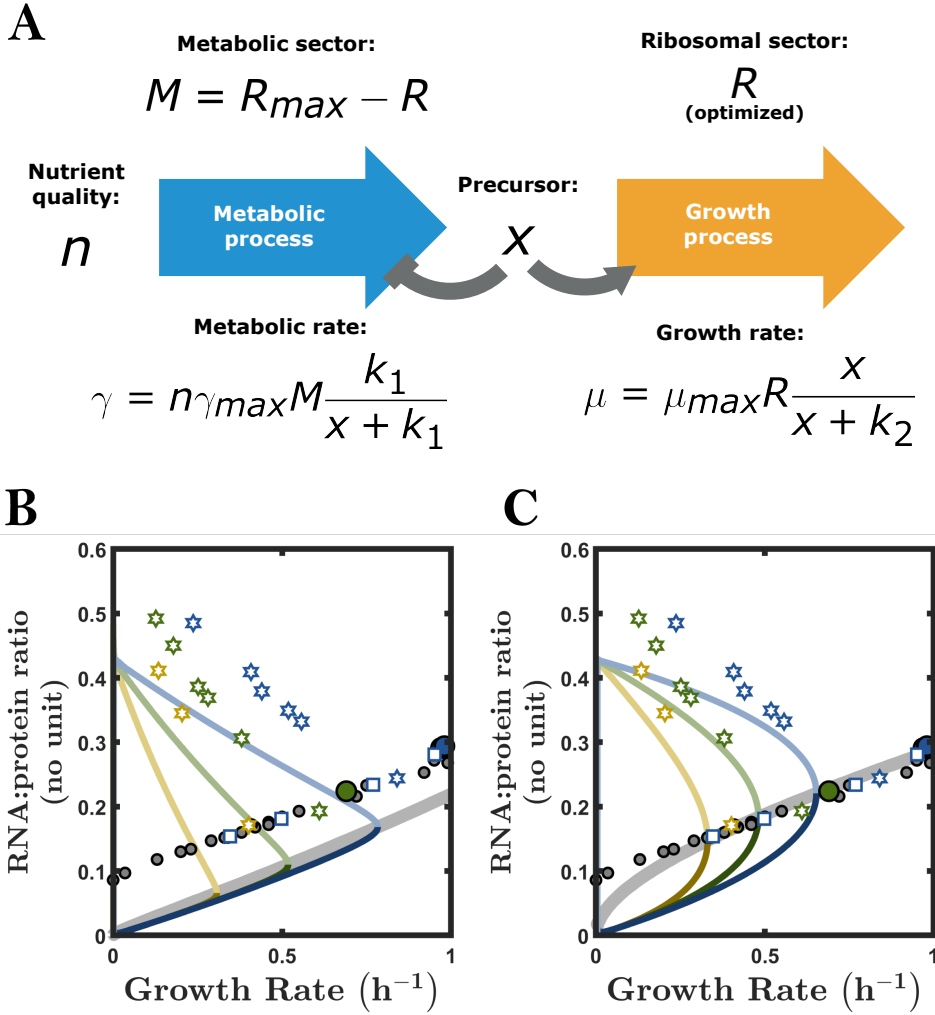 A
Metabolic sector:
M = R_max − R
Ribosomal sector:
R
(optimized)
Nutrient
quality:
n
Metabolic
process
Precursor:
x
Growth
process
Metabolic rate:
γ = nγ_max M k_1 / (x + k_1)
Growth rate:
μ = μ_max R x / (x + k_2)
B
RNA:protein ratio
(no unit)
0.6
0.5
0.4
0.3
0.2
0.1
0
0
0.5
1
Growth Rate (h⁻¹)
C
RNA:protein ratio
(no unit)
0.6
0.5
0.4
0.3
0.2
0.1
0
0
0.5
1
Growth Rate (h⁻¹)